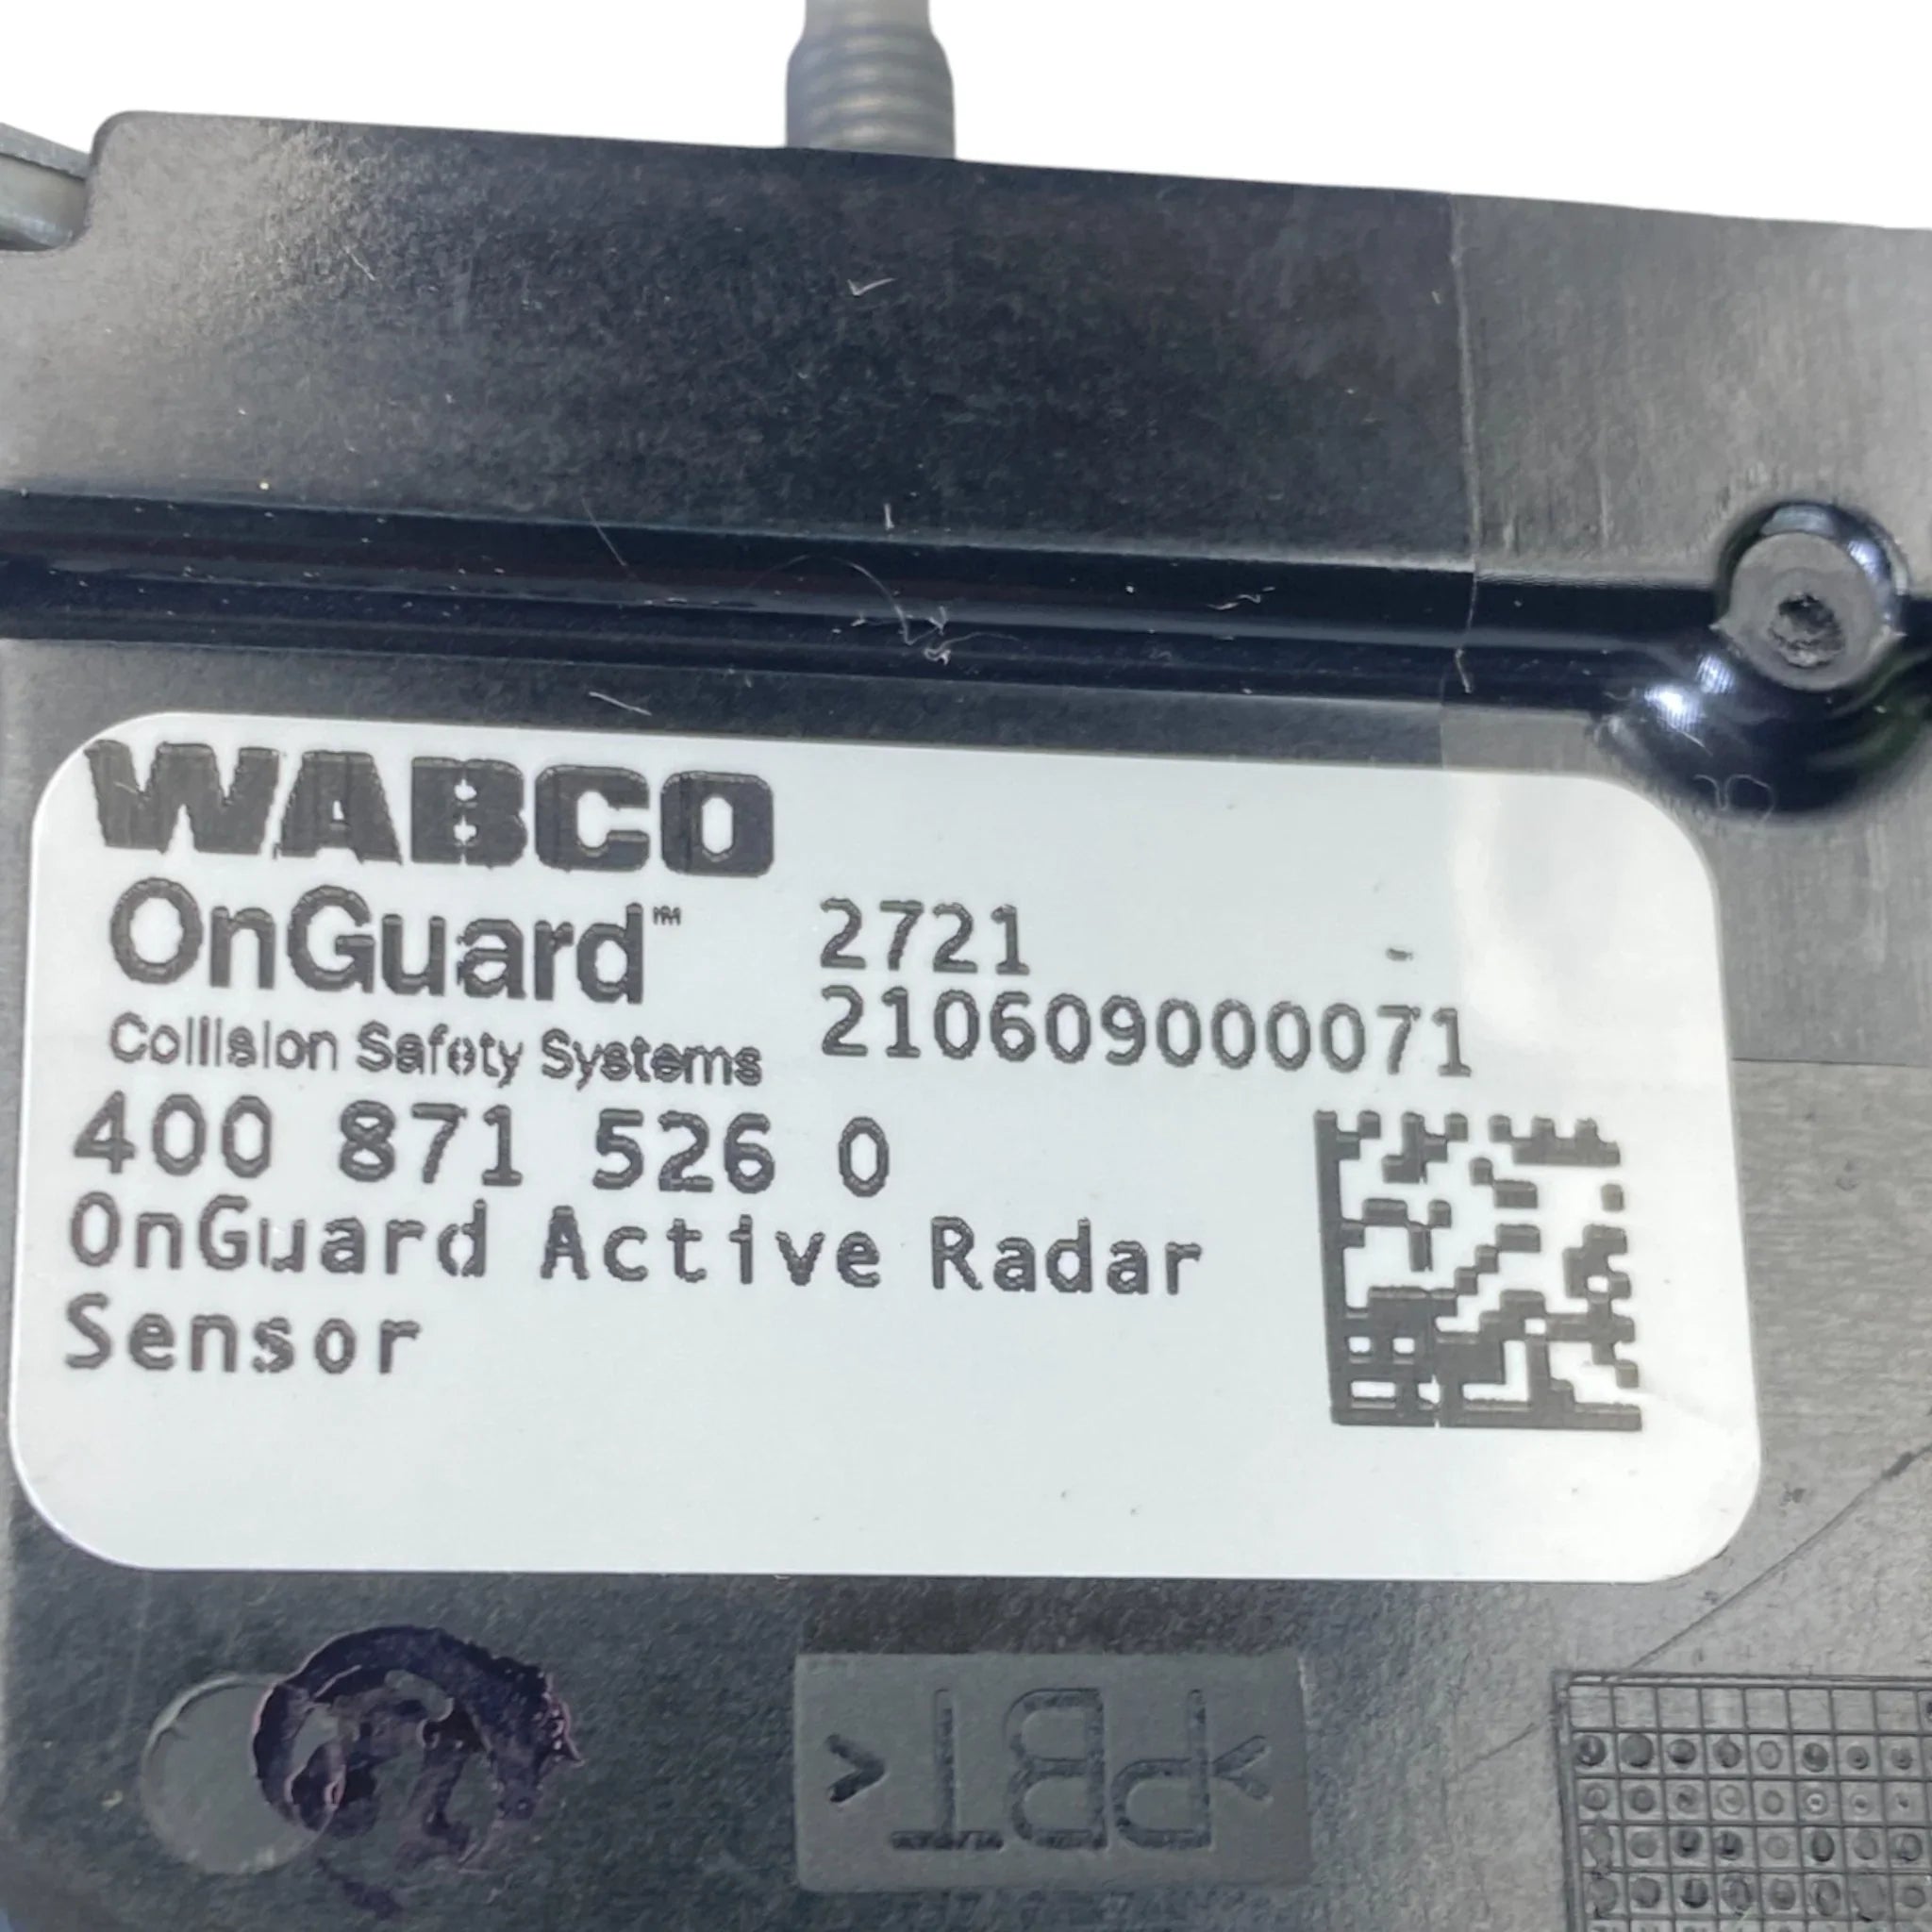 WABCO
OnGuard™
Collision Safety Systems
2721
210609000071
400 871 526 0
OnGuard Active Radar
Sensor
>PBT<